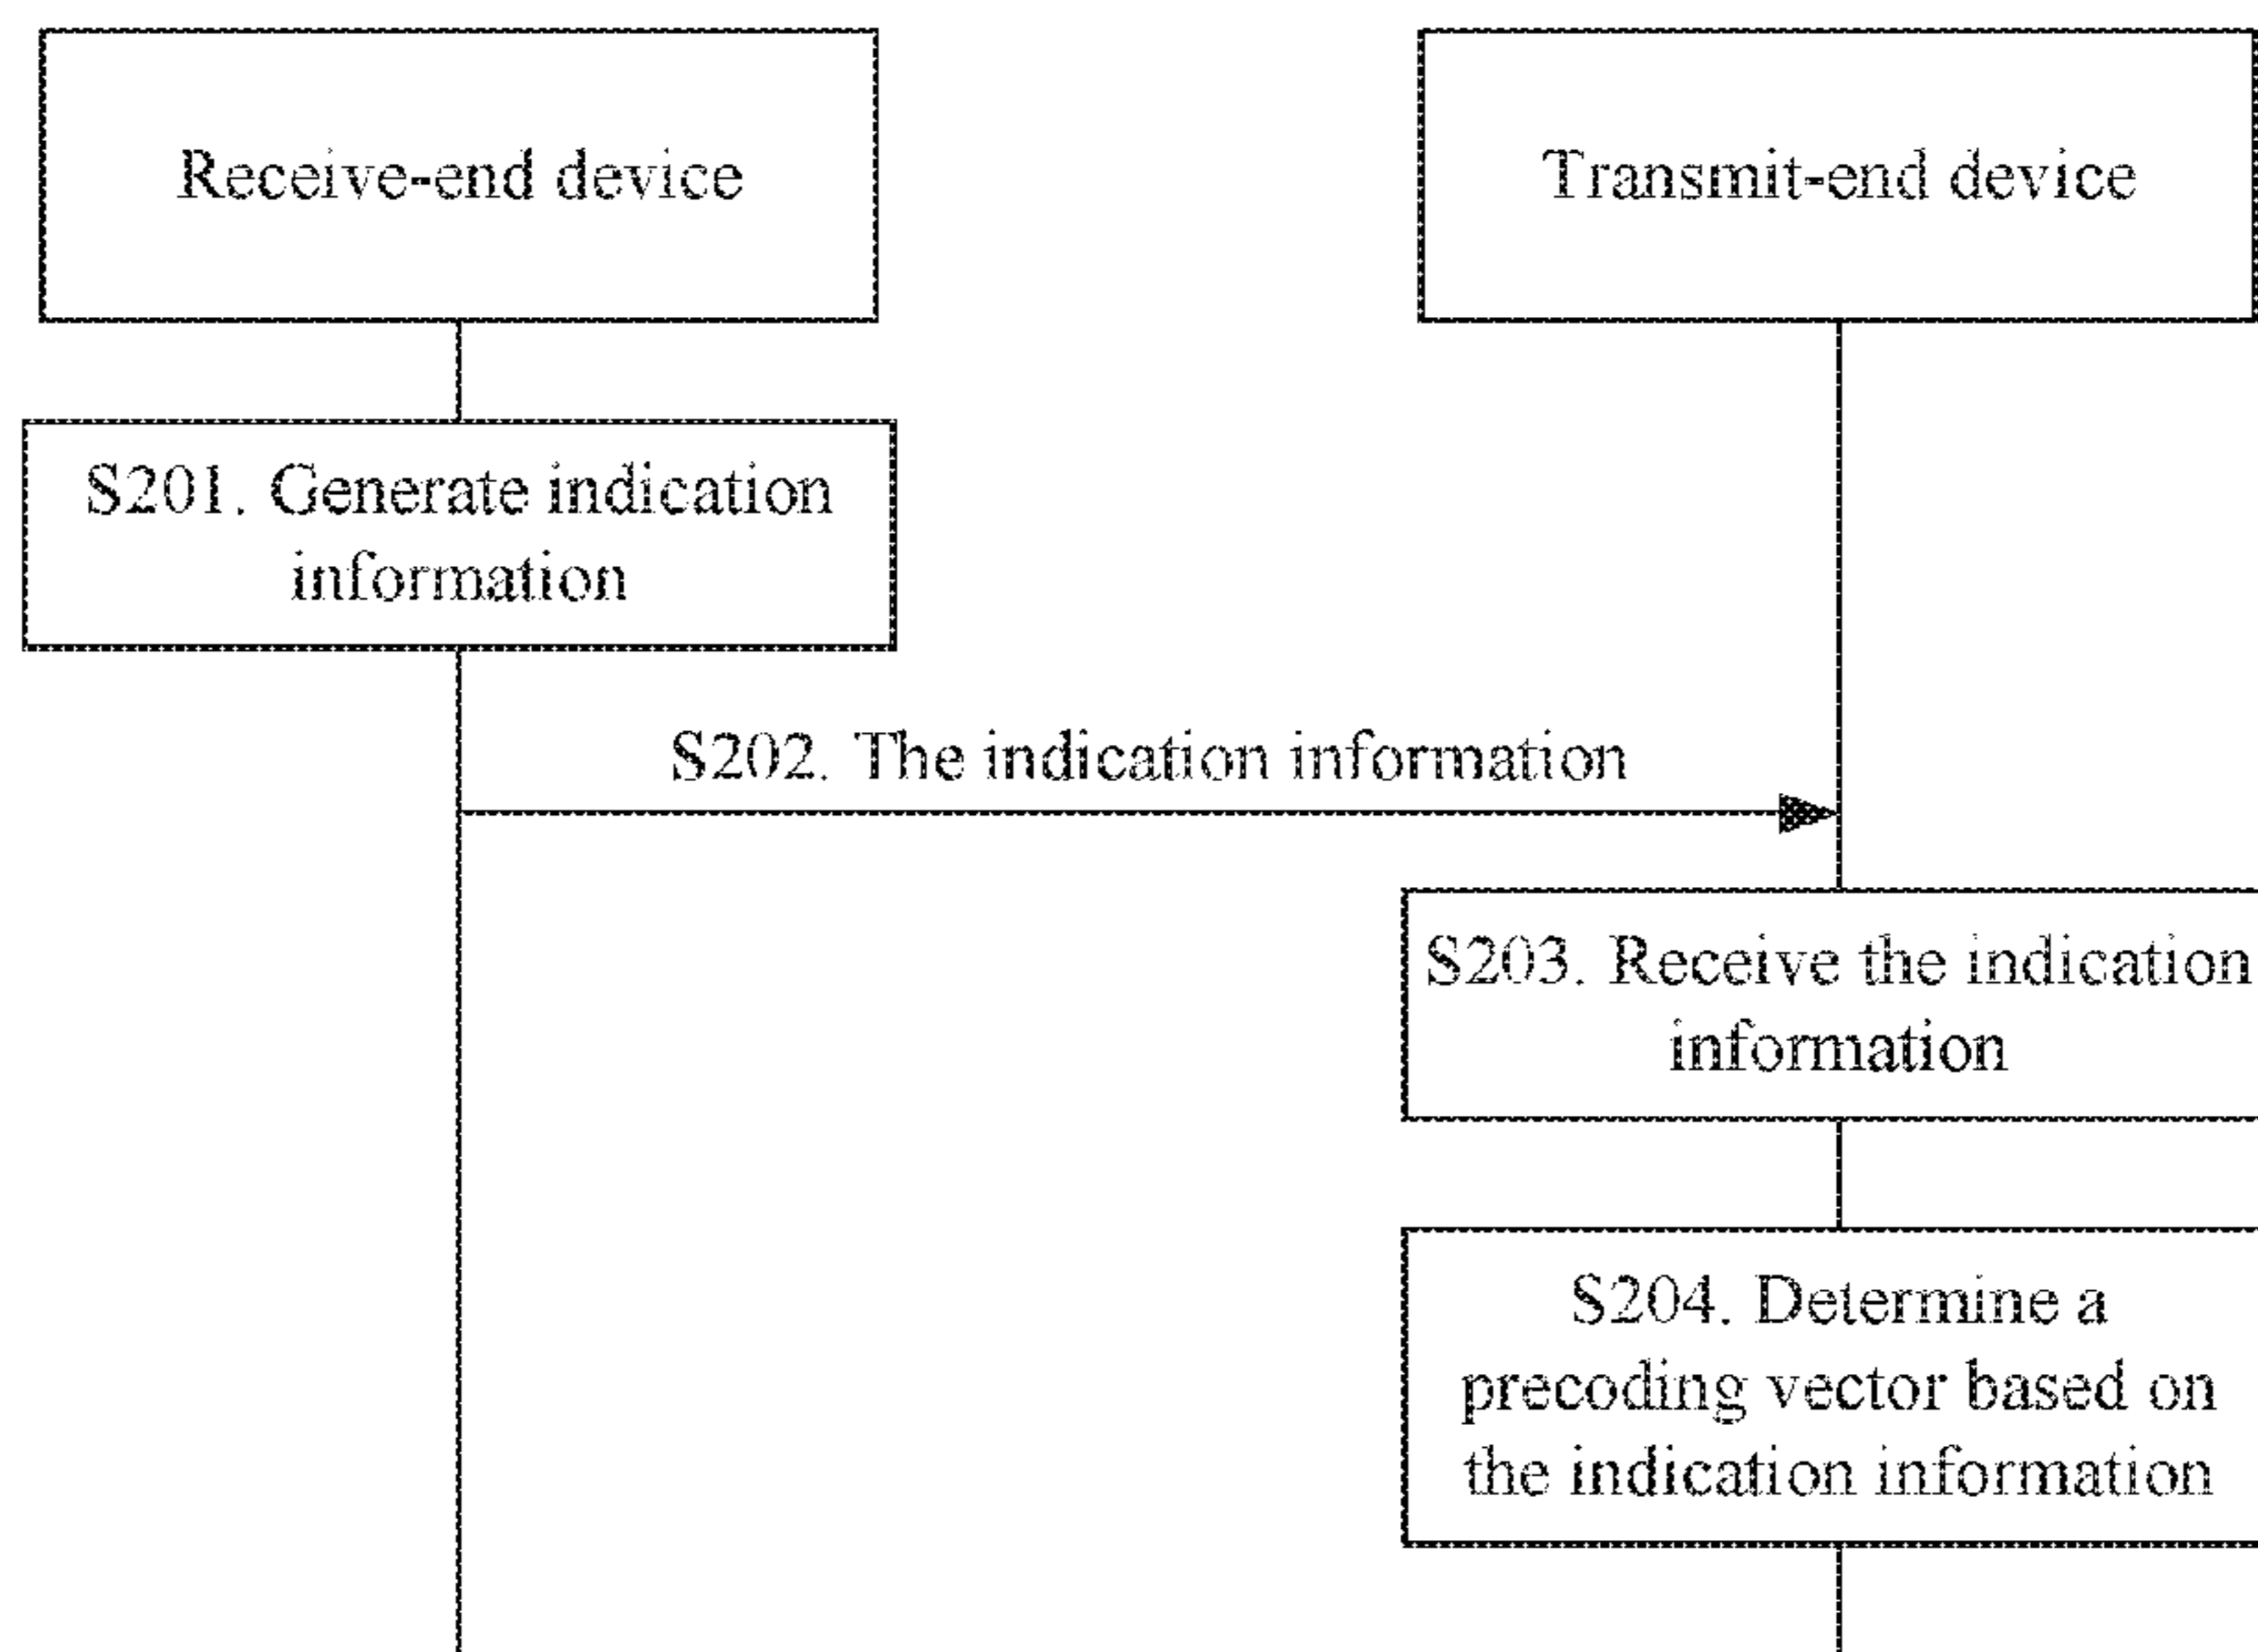 Receive-end device
Transmit-end device
S201. Generate indication
information
S202. The indication information
S203. Receive the indication
information
S204. Determine a
precoding vector based on
the indication information